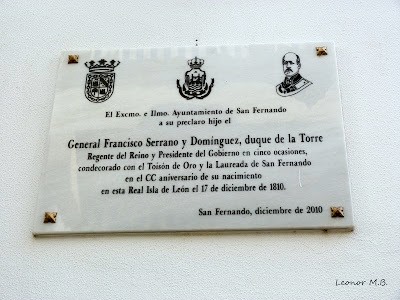 El Excmo. e Ilmo. Ayuntamiento de San Fernando
a su preclaro hijo el
General Francisco Serrano y Domínguez, duque de la Torre
Regente del Reino y Presidente del Gobierno en cinco ocasiones,
condecorado con el Toisón de Oro y la Laureada de San Fernando
en el CC aniversario de su nacimiento
en esta Real Isla de León el 17 de diciembre de 1810.
San Fernando, diciembre de 2010
Leonor M.B.